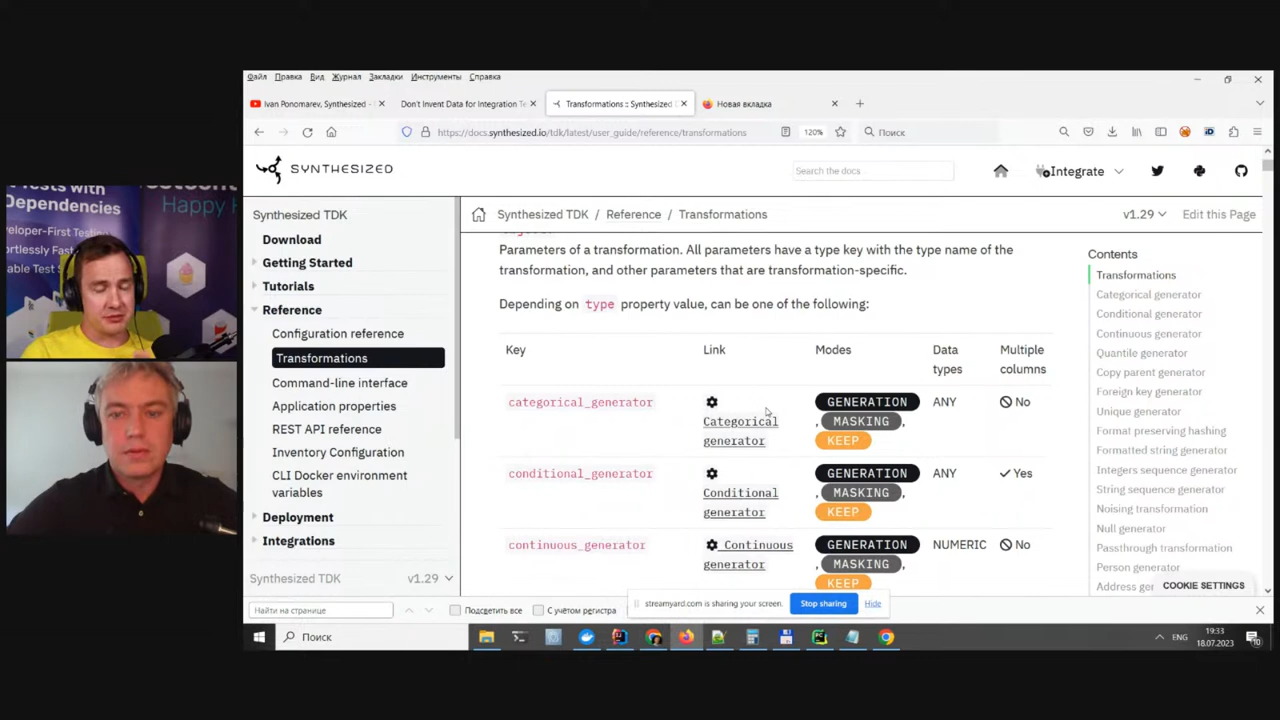 Файл Правка Вид Журнал Закладки Инструменты Справка
Ivan Ponomarev, Synthesized -
Don't Invent Data for Integration Te
Transformations :: Synthesized
Новая вкладка
https://docs.synthesized.io/tdk/latest/user_guide/reference/transformations
120%
Поиск
SYNTHESIZED
Search the docs...
Integrate
Synthesized TDK
Download
Getting Started
Tutorials
Reference
Configuration reference
Transformations
Command-line interface
Application properties
REST API reference
Inventory Configuration
CLI Docker environment
variables
Deployment
Integrations
Synthesized TDK v1.29
Synthesized TDK / Reference / Transformations
v1.29 Edit this Page
Parameters of a transformation. All parameters have a type key with the type name of the
transformation, and other parameters that are transformation-specific.
Depending on type property value, can be one of the following:
Key Link Modes Data types Multiple columns
categorical_generator Categorical generator GENERATION, MASKING, KEEP ANY No
conditional_generator Conditional generator GENERATION, MASKING, KEEP ANY Yes
continuous_generator Continuous generator GENERATION, MASKING, KEEP NUMERIC No
Contents
Transformations
Categorical generator
Conditional generator
Continuous generator
Quantile generator
Copy parent generator
Foreign key generator
Unique generator
Format preserving hashing
Formatted string generator
Integers sequence generator
String sequence generator
Noising transformation
Null generator
Passthrough transformation
Person generator
Address
COOKIE SETTINGS
Найти на странице
Подсветить все
С учётом регистра
streamyard.com is sharing your screen.
Stop sharing
Hide
Поиск
ENG
19:33
18.07.2023
Tests with
Dependencies
Happy